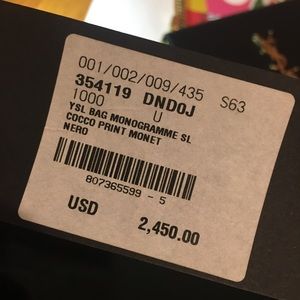 001/002/009/435 S63
354119 DND0J
1000 U
YSL BAG MONOGRAMME SL
COCCO PRINT MONET
NERO
807365599 - 5
USD 2,450.00